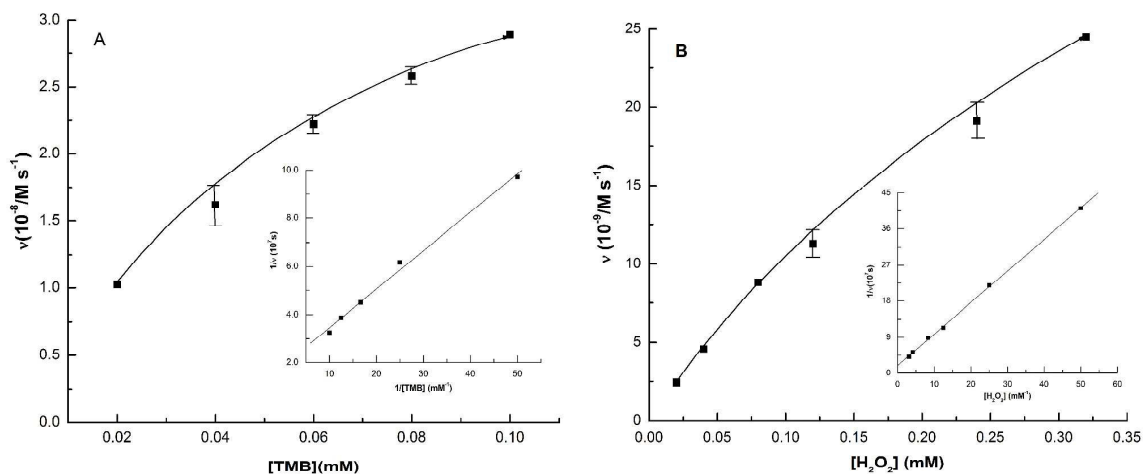 A
3.0
2.5
2.0
1.5
1.0
0.5
0.0
ν(10⁻⁸/M s⁻¹)
0.02 0.04 0.06 0.08 0.10
[TMB](mM)
10.0
8.0
6.0
4.0
2.0
1/ν (10⁷s)
10 20 30 40 50
1/[TMB] (mM⁻¹)
B
25
20
15
10
5
0
ν (10⁻⁹/M s⁻¹)
0.00 0.05 0.10 0.15 0.20 0.25 0.30 0.35
[H₂O₂] (mM)
45
36
27
18
9
0
1/ν(10⁷s)
0 10 20 30 40 50 60
[H₂O₂] (mM⁻¹)